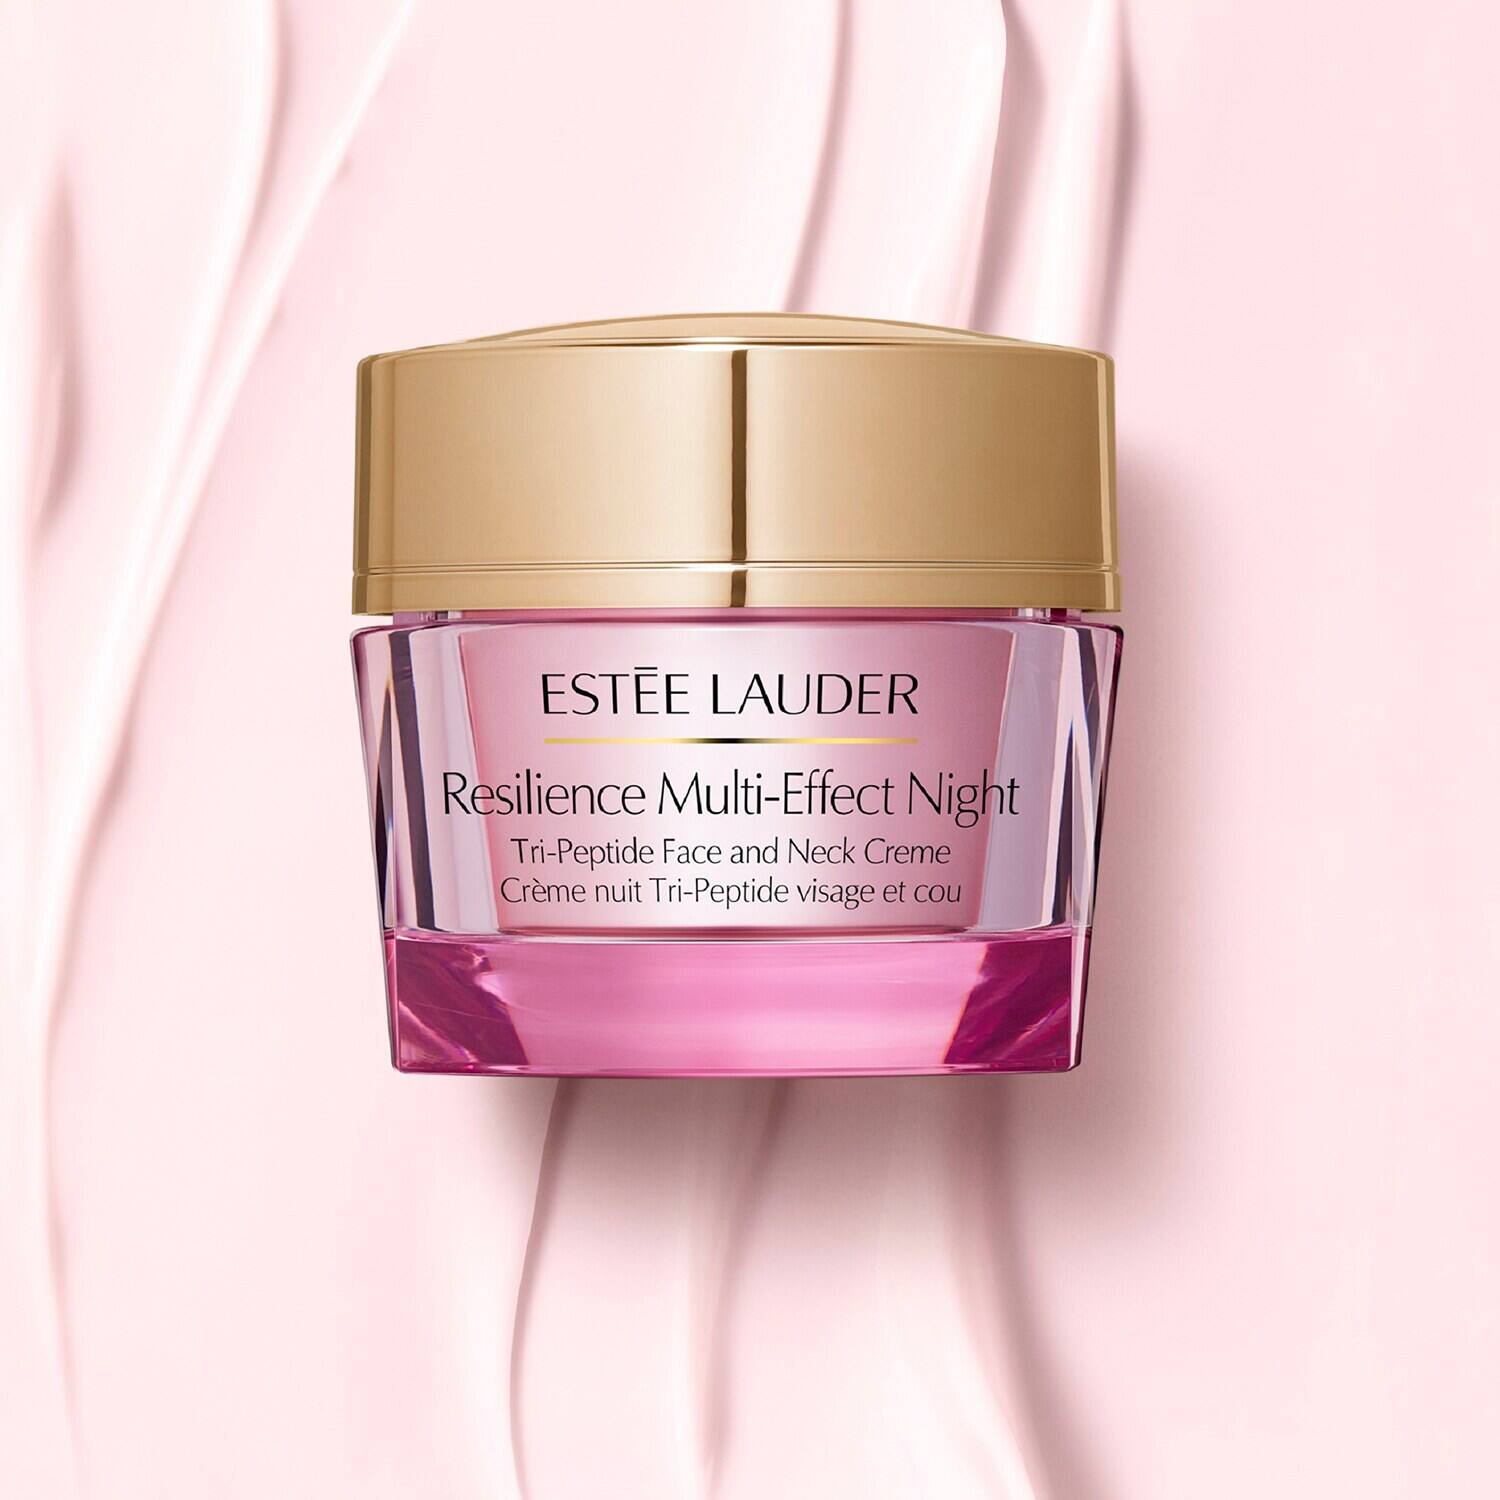 ESTĒE LAUDER
Resilience Multi-Effect Night
Tri-Peptide Face and Neck Creme
Crème nuit Tri-Peptide visage et cou